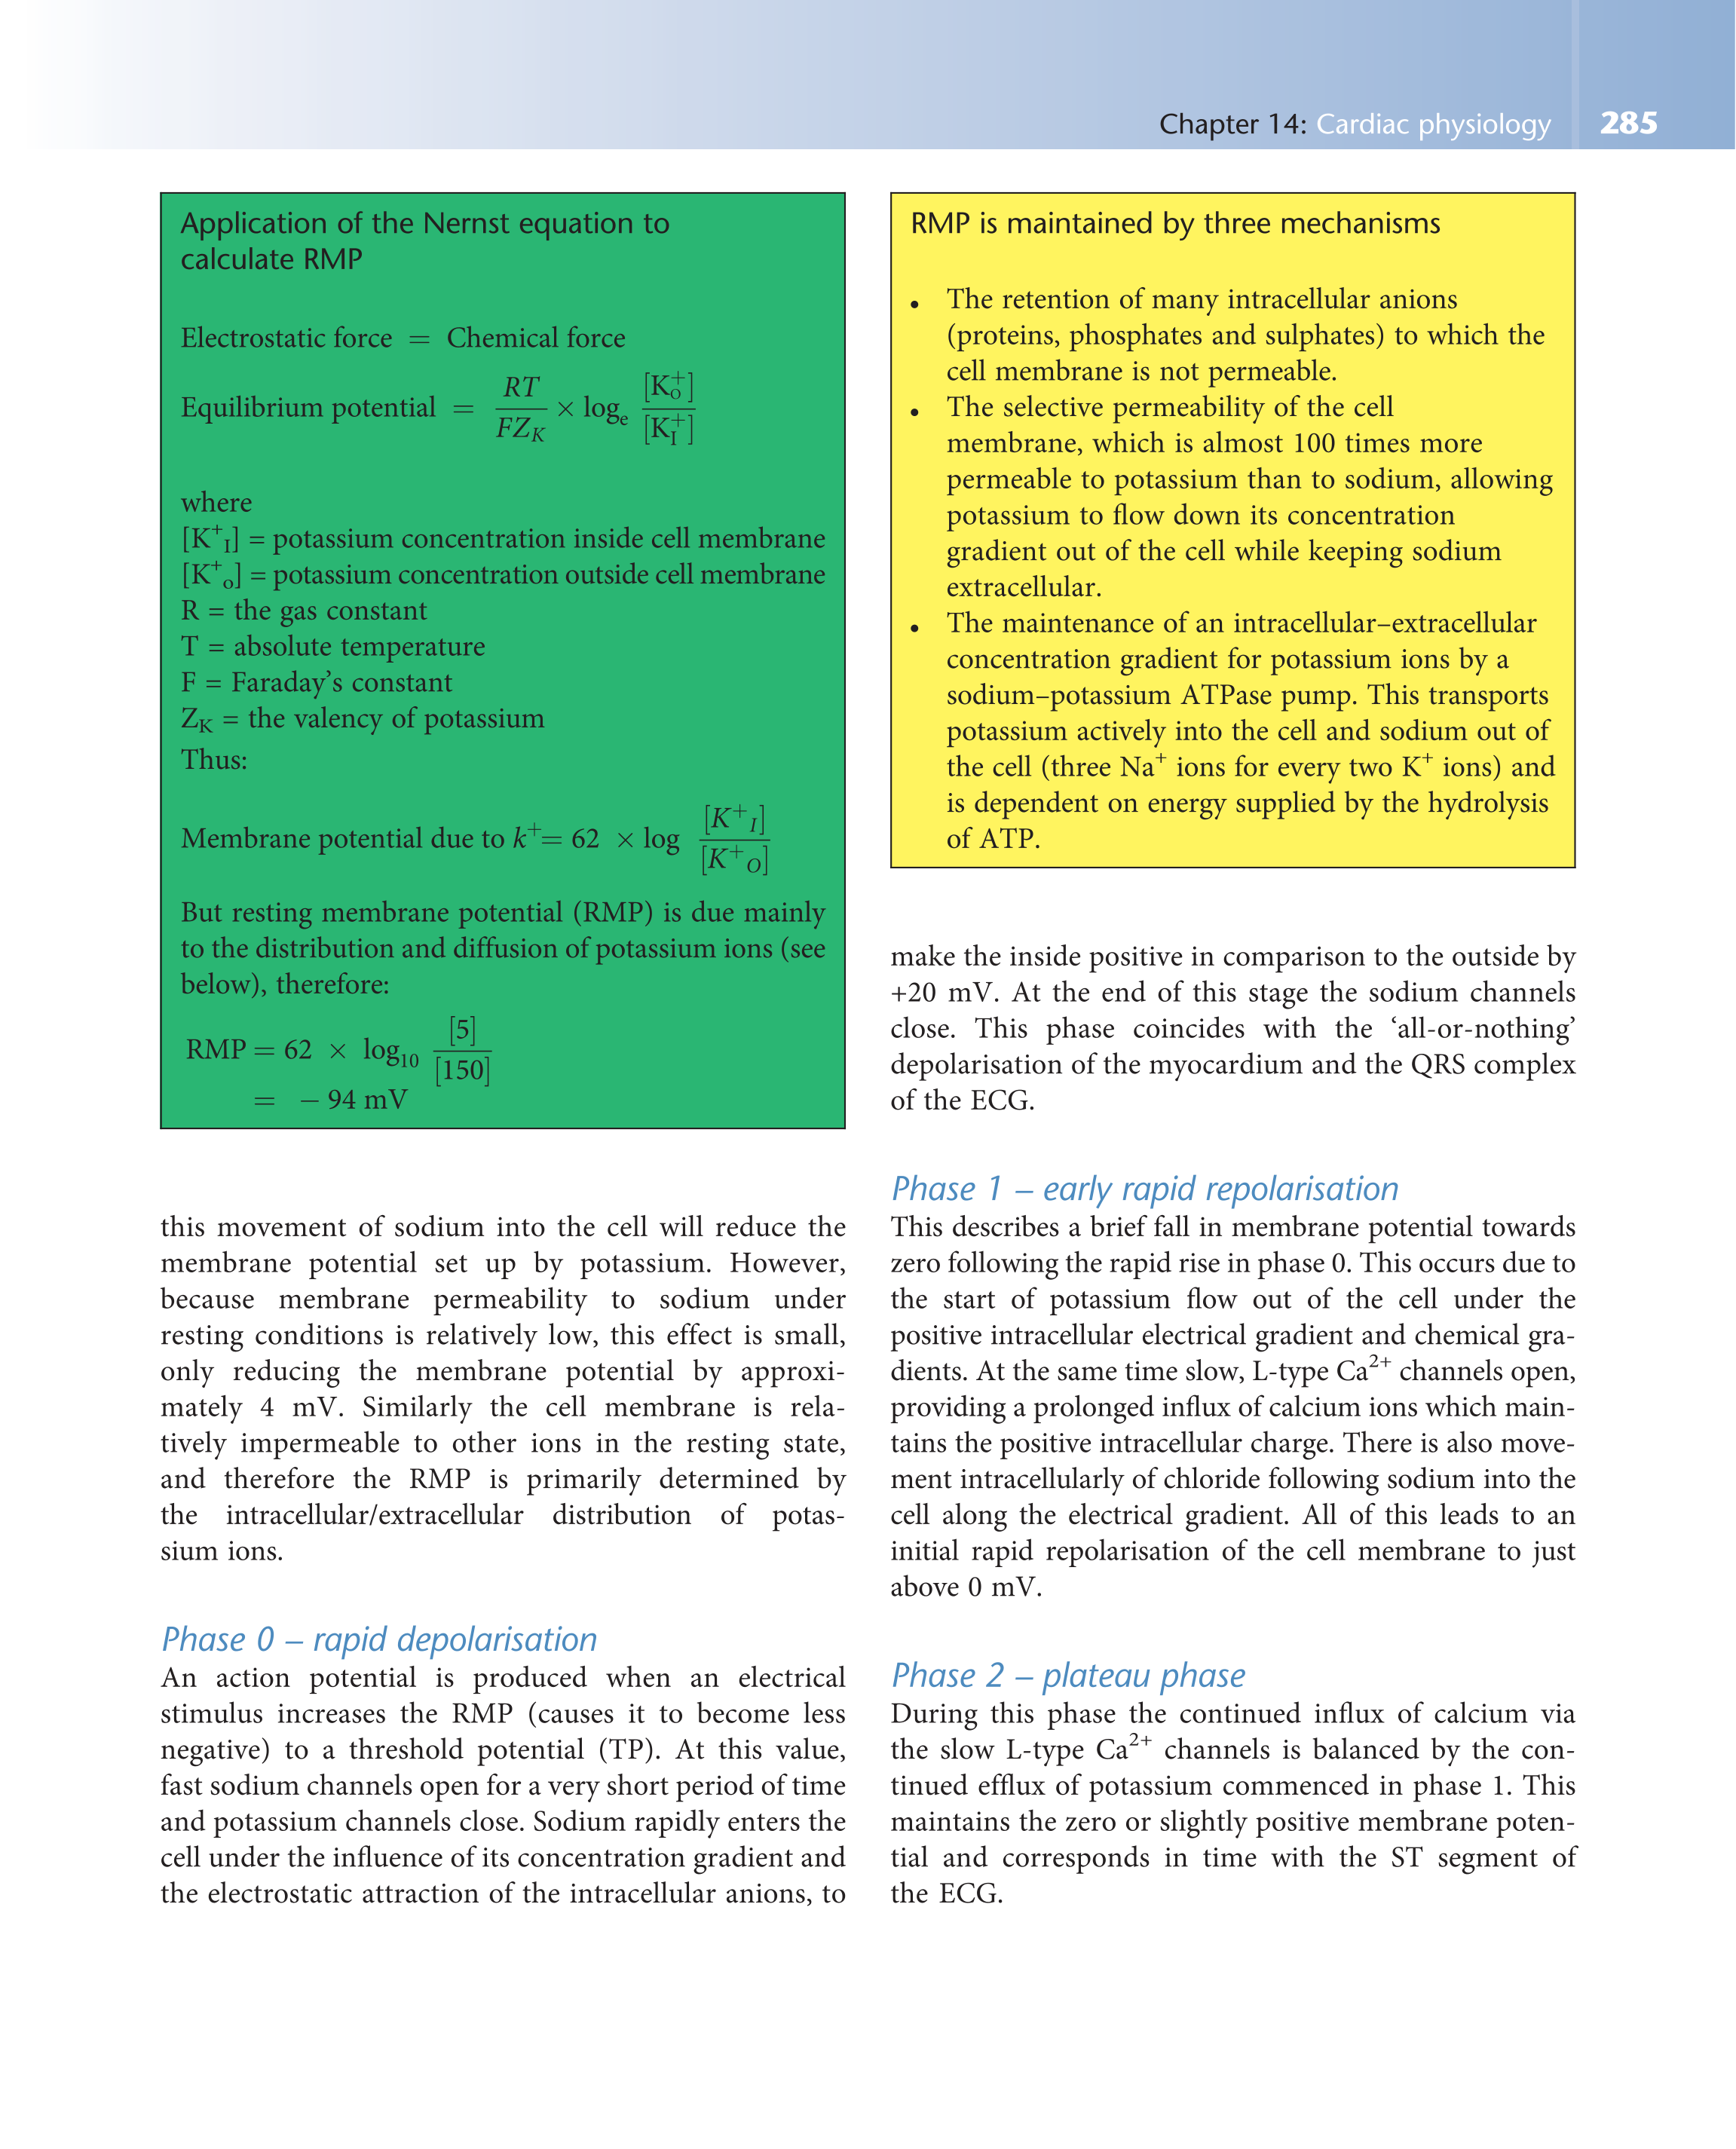 Chapter 14: Cardiac physiology 285
Application of the Nernst equation to
calculate RMP
Electrostatic force = Chemical force
Equilibrium potential = RT/FZ_K × log_e [K_o^+]/[K_I^+]
where
[K⁺_I] = potassium concentration inside cell membrane
[K⁺_o] = potassium concentration outside cell membrane
R = the gas constant
T = absolute temperature
F = Faraday’s constant
Z_K = the valency of potassium
Thus:
Membrane potential due to k⁺= 62 × log [K⁺_I]/[K⁺_O]
But resting membrane potential (RMP) is due mainly
to the distribution and diffusion of potassium ions (see
below), therefore:
RMP = 62 × log₁₀ [5]/[150]
= − 94 mV
this movement of sodium into the cell will reduce the
membrane potential set up by potassium. However,
because membrane permeability to sodium under
resting conditions is relatively low, this effect is small,
only reducing the membrane potential by approxi-
mately 4 mV. Similarly the cell membrane is rela-
tively impermeable to other ions in the resting state,
and therefore the RMP is primarily determined by
the intracellular/extracellular distribution of potas-
sium ions.
Phase 0 – rapid depolarisation
An action potential is produced when an electrical
stimulus increases the RMP (causes it to become less
negative) to a threshold potential (TP). At this value,
fast sodium channels open for a very short period of time
and potassium channels close. Sodium rapidly enters the
cell under the influence of its concentration gradient and
the electrostatic attraction of the intracellular anions, to
RMP is maintained by three mechanisms
• The retention of many intracellular anions
(proteins, phosphates and sulphates) to which the
cell membrane is not permeable.
• The selective permeability of the cell
membrane, which is almost 100 times more
permeable to potassium than to sodium, allowing
potassium to flow down its concentration
gradient out of the cell while keeping sodium
extracellular.
• The maintenance of an intracellular–extracellular
concentration gradient for potassium ions by a
sodium–potassium ATPase pump. This transports
potassium actively into the cell and sodium out of
the cell (three Na⁺ ions for every two K⁺ ions) and
is dependent on energy supplied by the hydrolysis
of ATP.
make the inside positive in comparison to the outside by
+20 mV. At the end of this stage the sodium channels
close. This phase coincides with the ‘all-or-nothing’
depolarisation of the myocardium and the QRS complex
of the ECG.
Phase 1 – early rapid repolarisation
This describes a brief fall in membrane potential towards
zero following the rapid rise in phase 0. This occurs due to
the start of potassium flow out of the cell under the
positive intracellular electrical gradient and chemical gra-
dients. At the same time slow, L-type Ca²⁺ channels open,
providing a prolonged influx of calcium ions which main-
tains the positive intracellular charge. There is also move-
ment intracellularly of chloride following sodium into the
cell along the electrical gradient. All of this leads to an
initial rapid repolarisation of the cell membrane to just
above 0 mV.
Phase 2 – plateau phase
During this phase the continued influx of calcium via
the slow L-type Ca²⁺ channels is balanced by the con-
tinued efflux of potassium commenced in phase 1. This
maintains the zero or slightly positive membrane poten-
tial and corresponds in time with the ST segment of
the ECG.